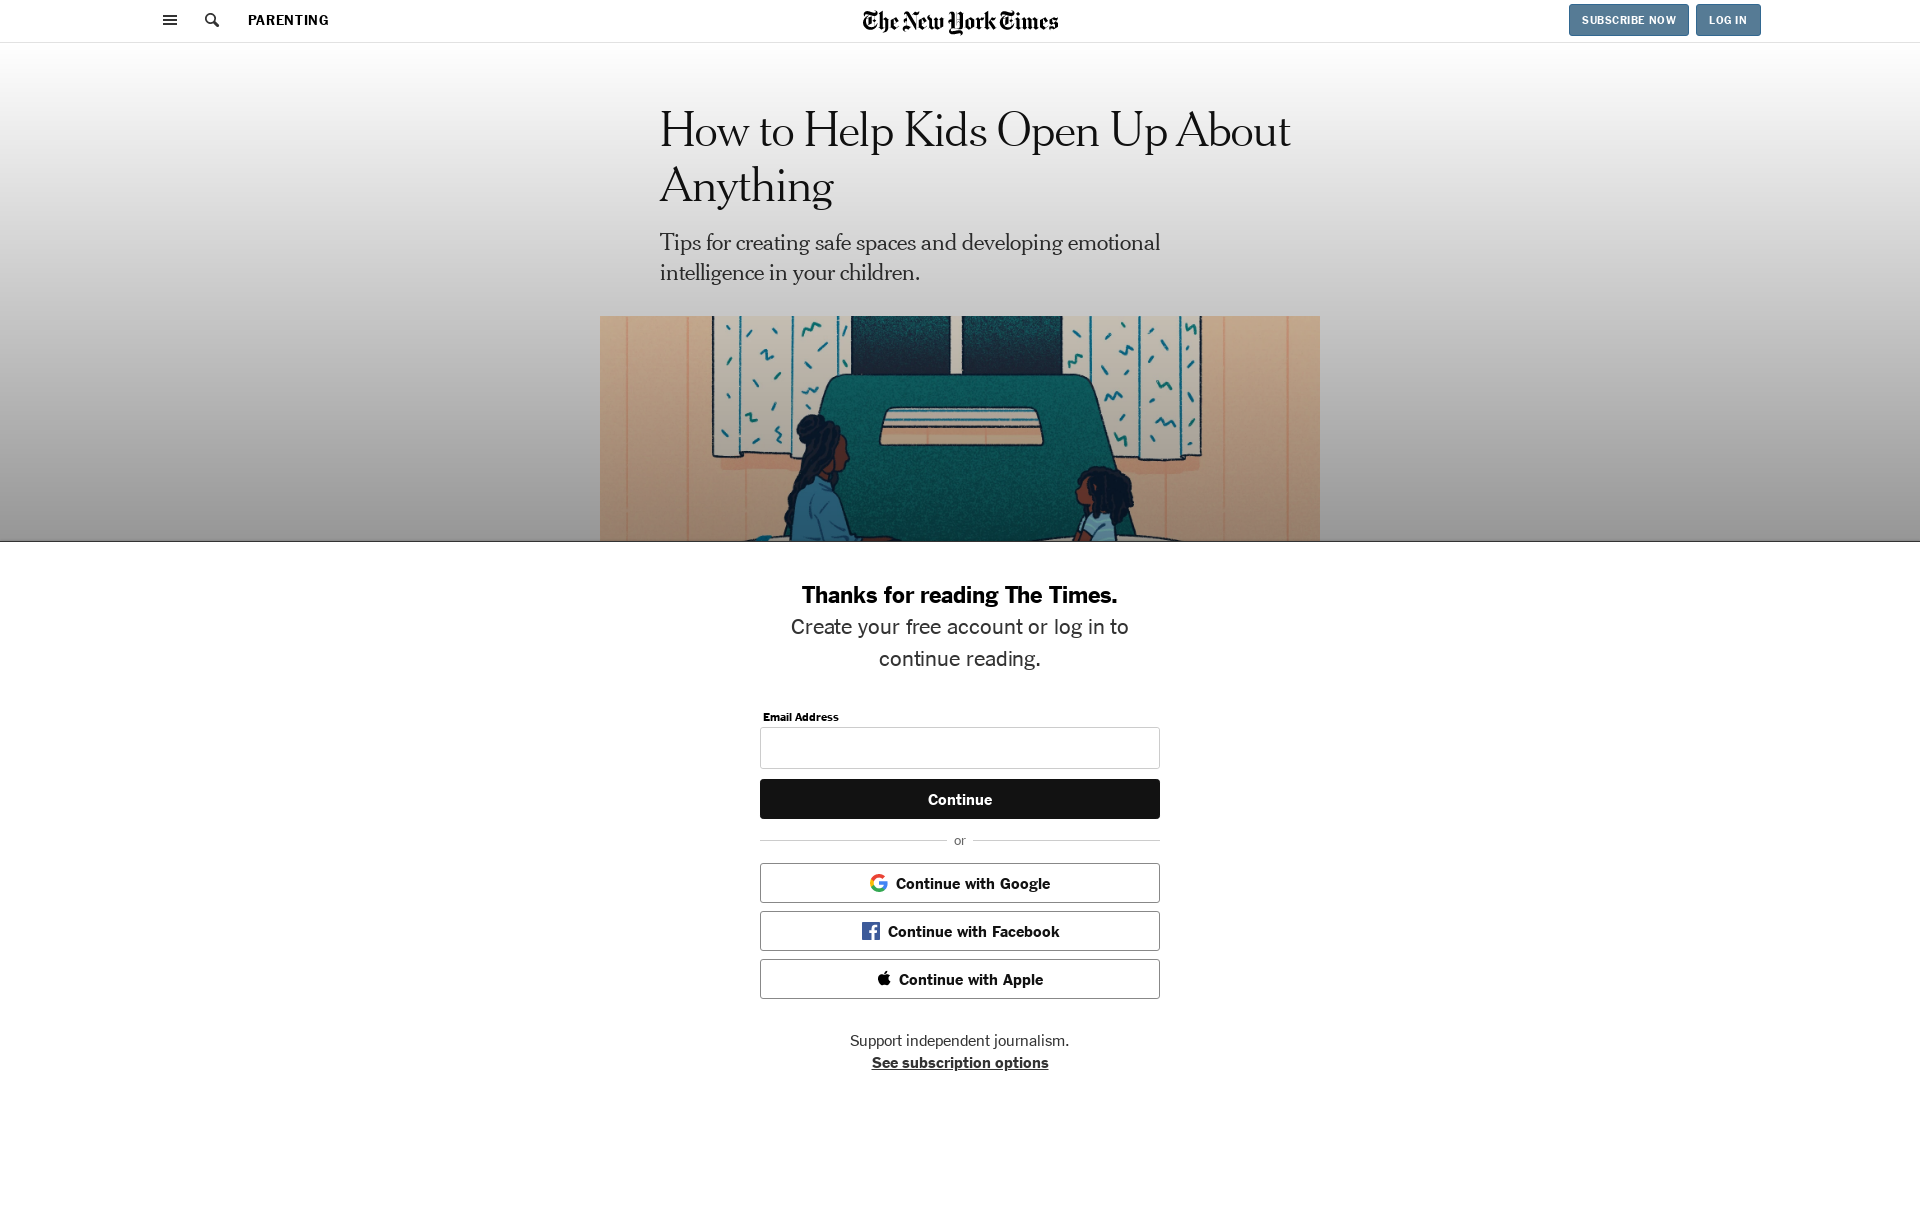 PARENTING
The New York Times
SUBSCRIBE NOW
LOG IN
How to Help Kids Open Up About
Anything
Tips for creating safe spaces and developing emotional
intelligence in your children.
Thanks for reading The Times.
Create your free account or log in to
continue reading.
Email Address
Continue
or
Continue with Google
Continue with Facebook
Continue with Apple
Support independent journalism.
See subscription options